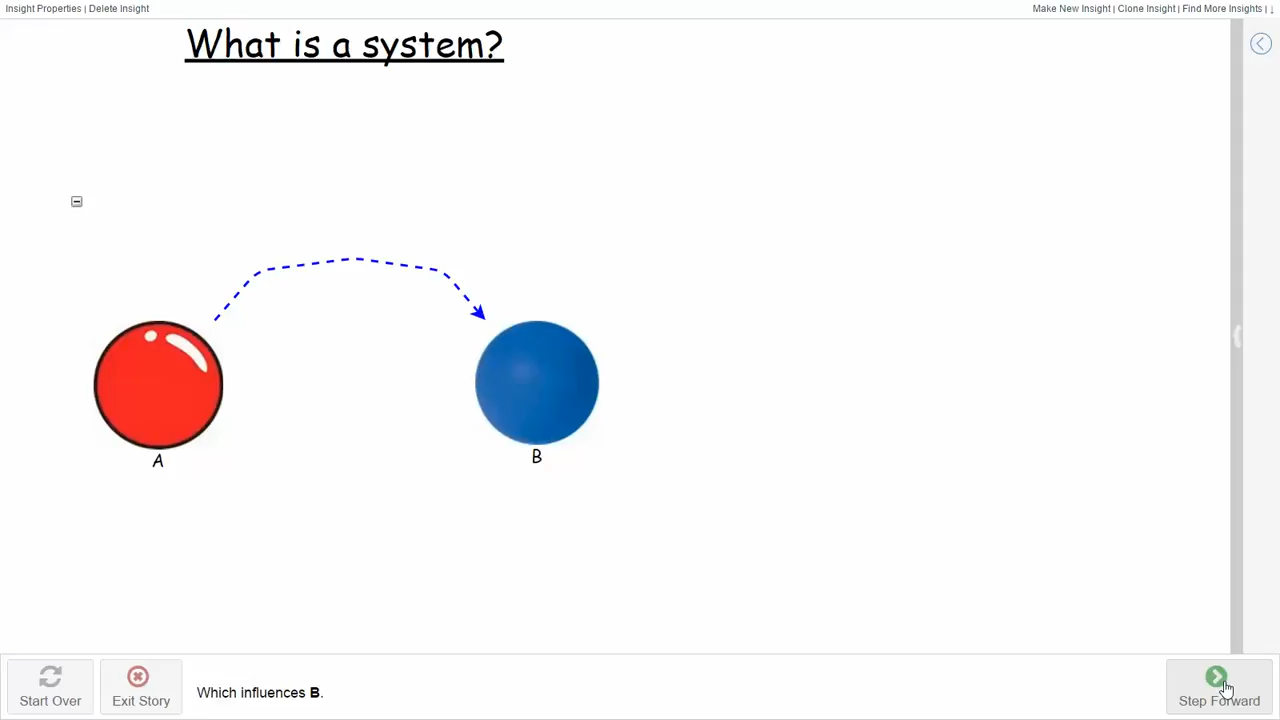 Insight Properties | Delete Insight
Make New Insight | Clone Insight | Find More Insights | ↓
What is a system?
A
B
Start Over
Exit Story
Which influences B.
Step Forward